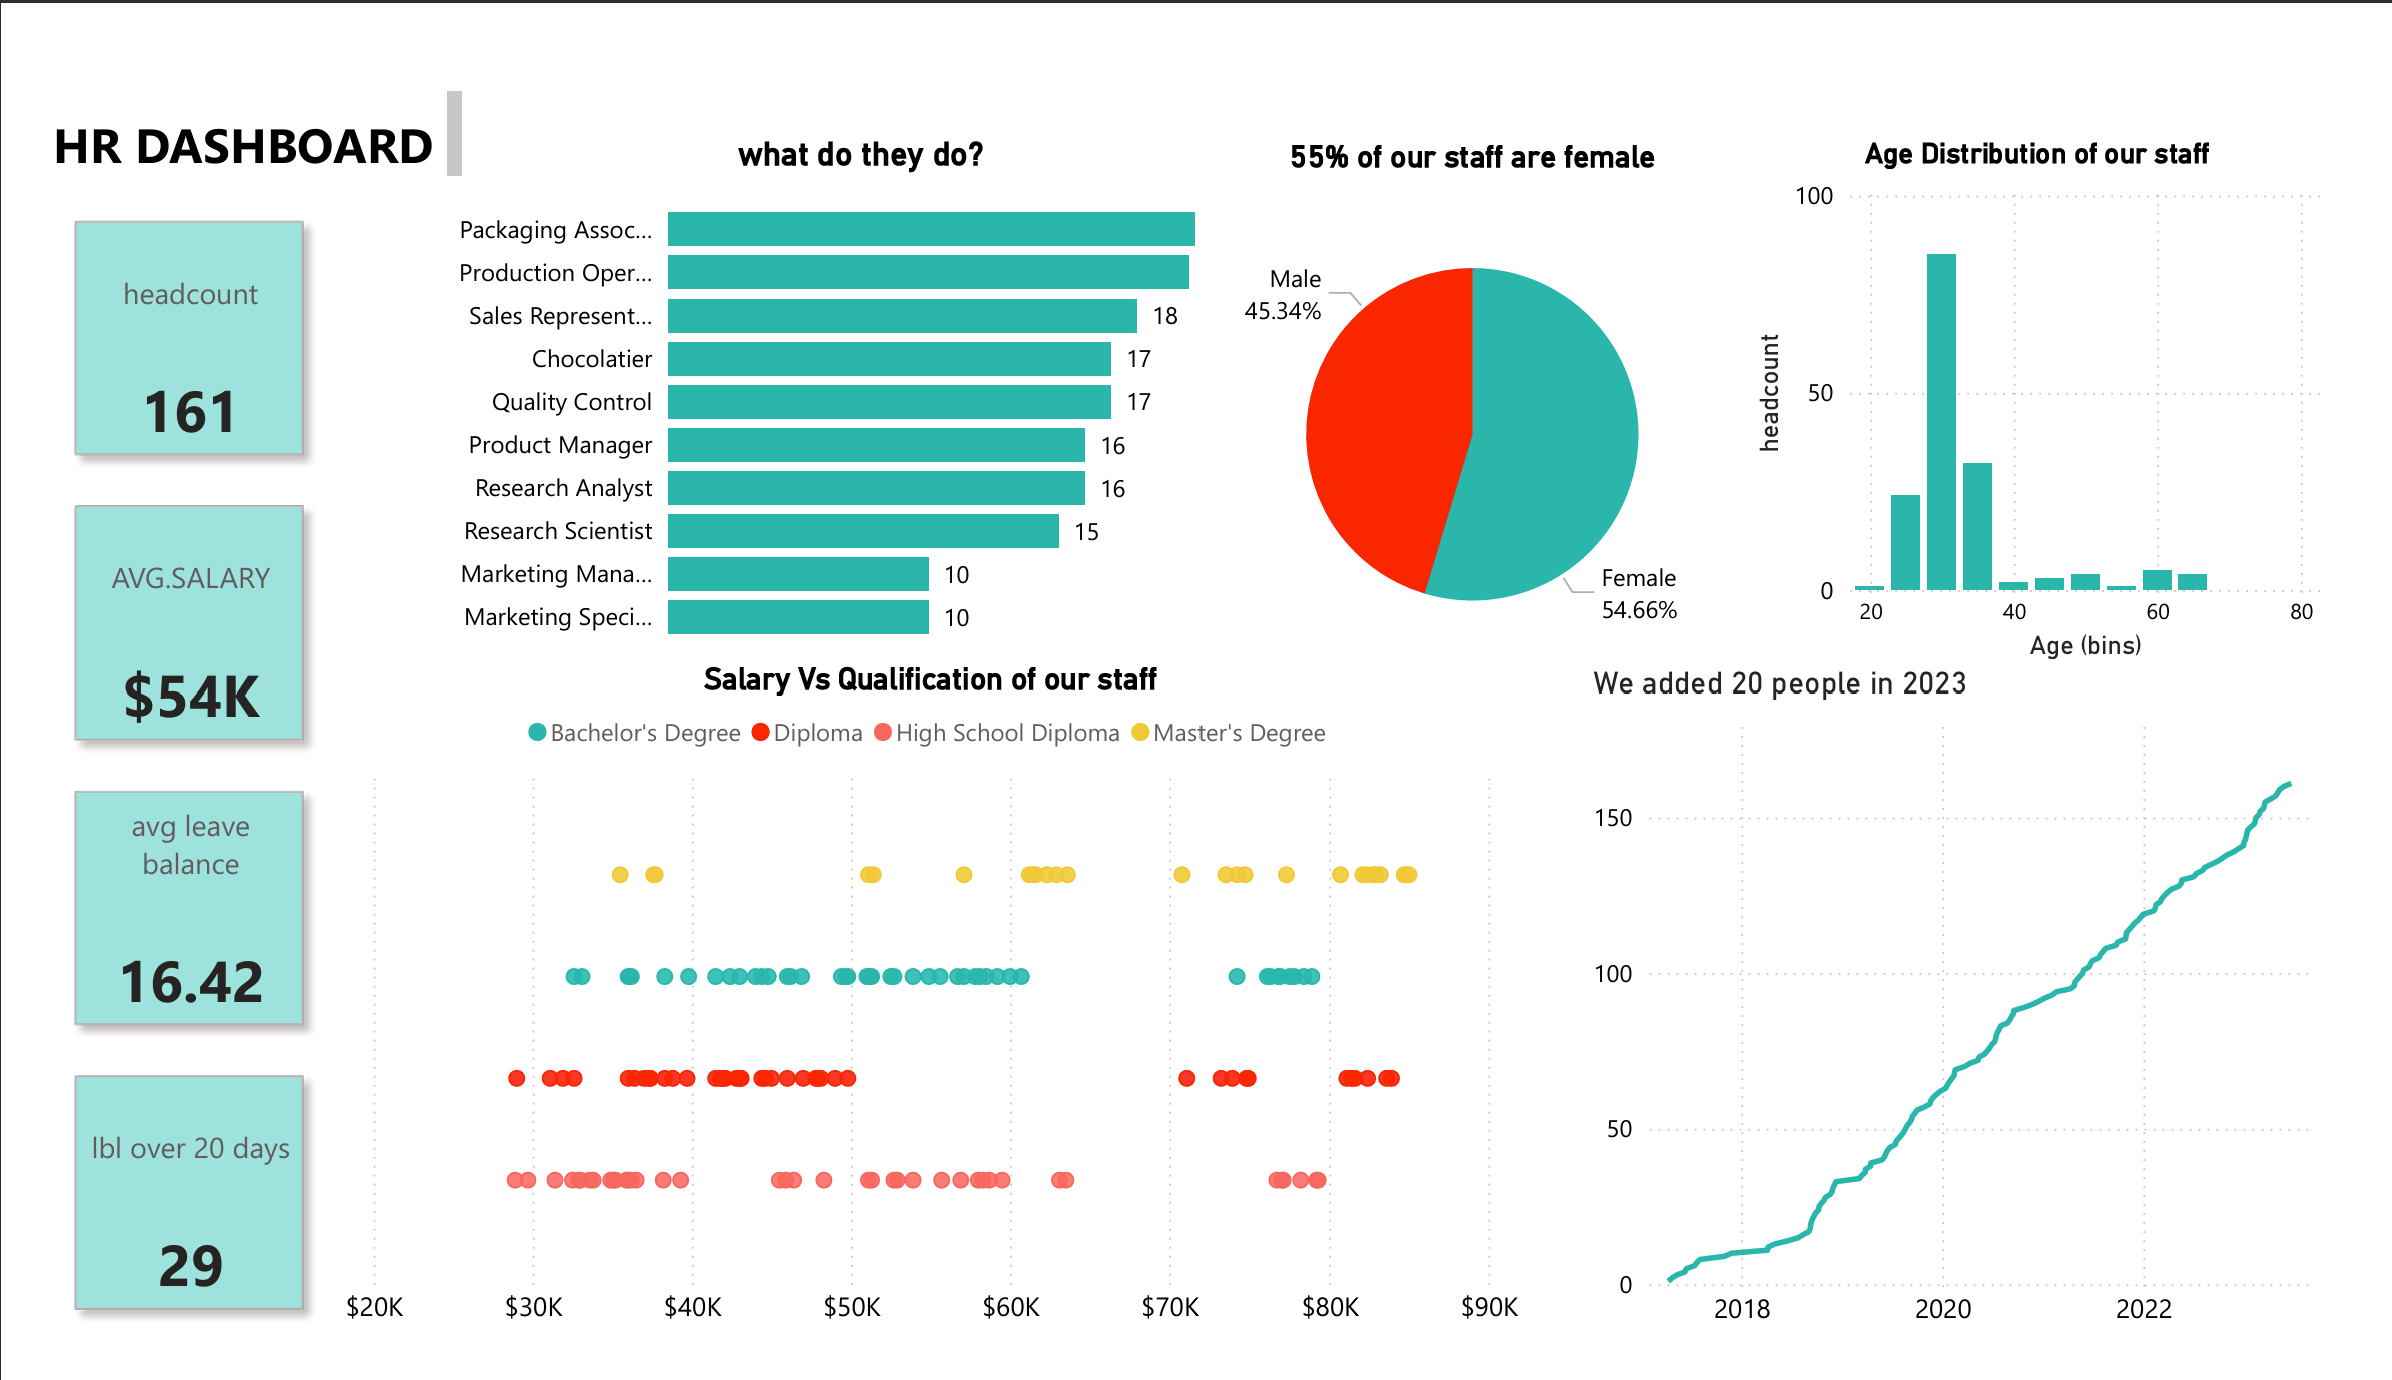 HR DASHBOARD
headcount
161
AVG.SALARY
$54K
avg leave
balance
16.42
lbl over 20 days
29
what do they do?
Packaging Assoc...
Production Oper...
Sales Represent... 18
Chocolatier 17
Quality Control 17
Product Manager 16
Research Analyst 16
Research Scientist 15
Marketing Mana... 10
Marketing Speci... 10
55% of our staff are female
Male
45.34%
Female
54.66%
Age Distribution of our staff
headcount
100
50
0
20 40 60 80
Age (bins)
Salary Vs Qualification of our staff
Bachelor's Degree Diploma High School Diploma Master's Degree
$20K $30K $40K $50K $60K $70K $80K $90K
We added 20 people in 2023
150
100
50
0
2018 2020 2022